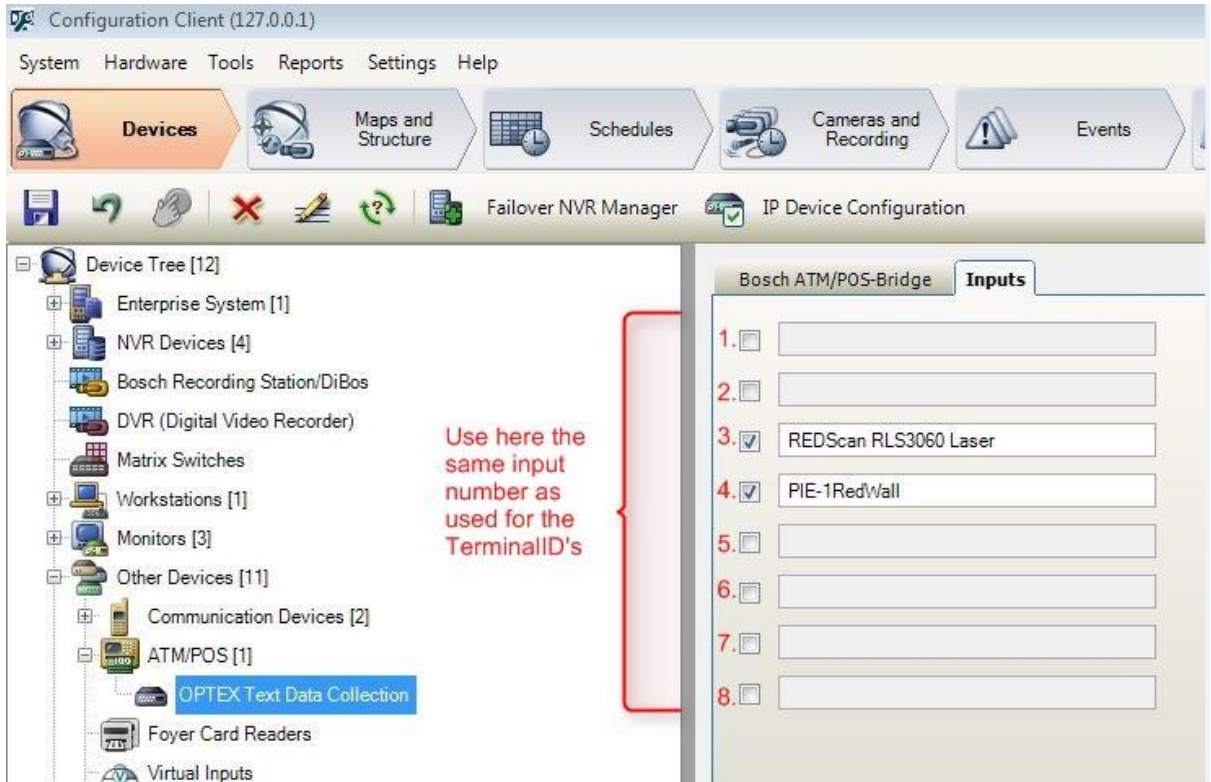 Configuration Client (127.0.0.1)
System Hardware Tools Reports Settings Help
Devices
Maps and
Structure
Schedules
Cameras and
Recording
Events
Failover NVR Manager
IP Device Configuration
Device Tree [12]
Enterprise System [1]
NVR Devices [4]
Bosch Recording Station/DiBos
DVR (Digital Video Recorder)
Matrix Switches
Workstations [1]
Monitors [3]
Other Devices [11]
Communication Devices [2]
ATM/POS [1]
OPTEX Text Data Collection
Foyer Card Readers
Virtual Inputs
Use here the
same input
number as
used for the
TerminalID's
Bosch ATM/POS-Bridge Inputs
1.
2.
3. REDScan RLS3060 Laser
4. PIE-1RedWall
5.
6.
7.
8.